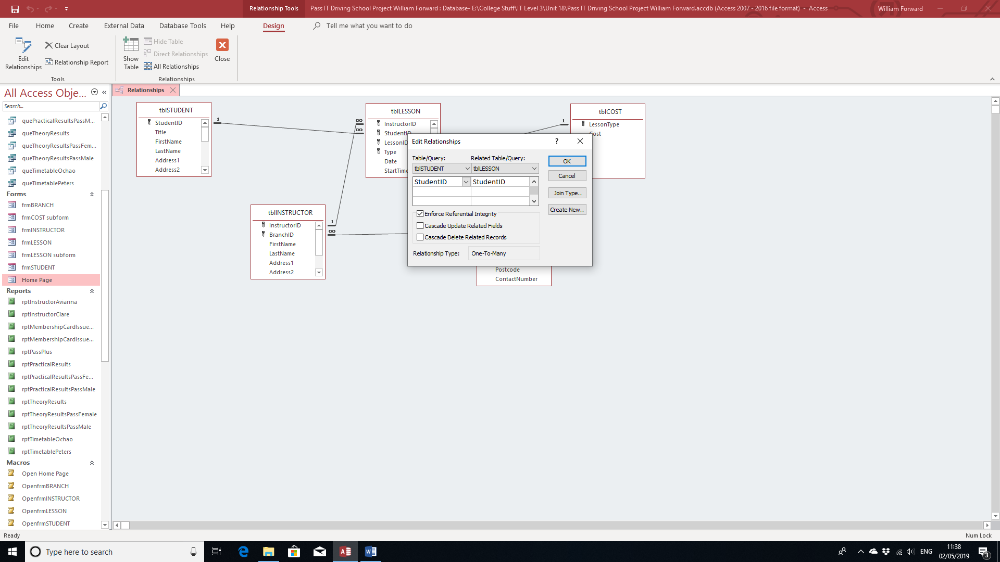 Relationship Tools
Pass IT Driving School Project William Forward : Database- E:\College Stuff\IT Level 3\Unit 18\Pass IT Driving School Project William Forward.accdb (Access 2007 - 2016 file format) - Access
William Forward
File Home Create External Data Database Tools Help Design Tell me what you want to do
Edit Relationships
Clear Layout
Relationship Report
Tools
Show Table
Hide Table
Direct Relationships
All Relationships
Close
Relationships
All Access Obje...
Search...
quePracticalResultsPassM...
queTheoryResults
queTheoryResultsPassFem...
queTheoryResultsPassMale
queTimetableOchao
queTimetablePeters
Forms
frmBRANCH
frmCOST subform
frmINSTRUCTOR
frmLESSON
frmLESSON subform
frmSTUDENT
Home Page
Reports
rptInstructorAvianna
rptInstructorClare
rptMembershipCardIssue...
rptMembershipCardIssue...
rptPassPlus
rptPracticalResults
rptPracticalResultsPassFe...
rptPracticalResultsPassMale
rptTheoryResults
rptTheoryResultsPassFemale
rptTheoryResultsPassMale
rptTimetableOchao
rptTimetablePeters
Macros
Open Home Page
OpenfrmBRANCH
OpenfrmINSTRUCTOR
OpenfrmLESSON
OpenfrmSTUDENT
Relationships
tblSTUDENT
StudentID
Title
FirstName
LastName
Address1
Address2
1
∞
∞
tblLESSON
InstructorID
StudentID
LessonID
Type
Date
StartTime
1
tblCOST
LessonType
Cost
tblINSTRUCTOR
InstructorID
BranchID
FirstName
LastName
Address1
Address2
1
∞
Postcode
ContactNumber
Edit Relationships
?
Table/Query: Related Table/Query:
tblSTUDENT tblLESSON
StudentID StudentID
Enforce Referential Integrity
Cascade Update Related Fields
Cascade Delete Related Records
Relationship Type: One-To-Many
OK
Cancel
Join Type..
Create New..
Ready
Num Lock
Type here to search
ENG
11:38
02/05/2019
3